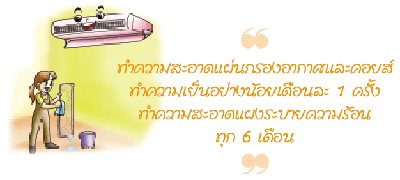 ❝
ทำความสะอาดแผ่นกรองอากาศและคอยส์
ทำความเย็นอย่างน้อยเดือนละ 1 ครั้ง
ทำความสะอาดแผงระบายความร้อน
ทุก 6 เดือน
❞